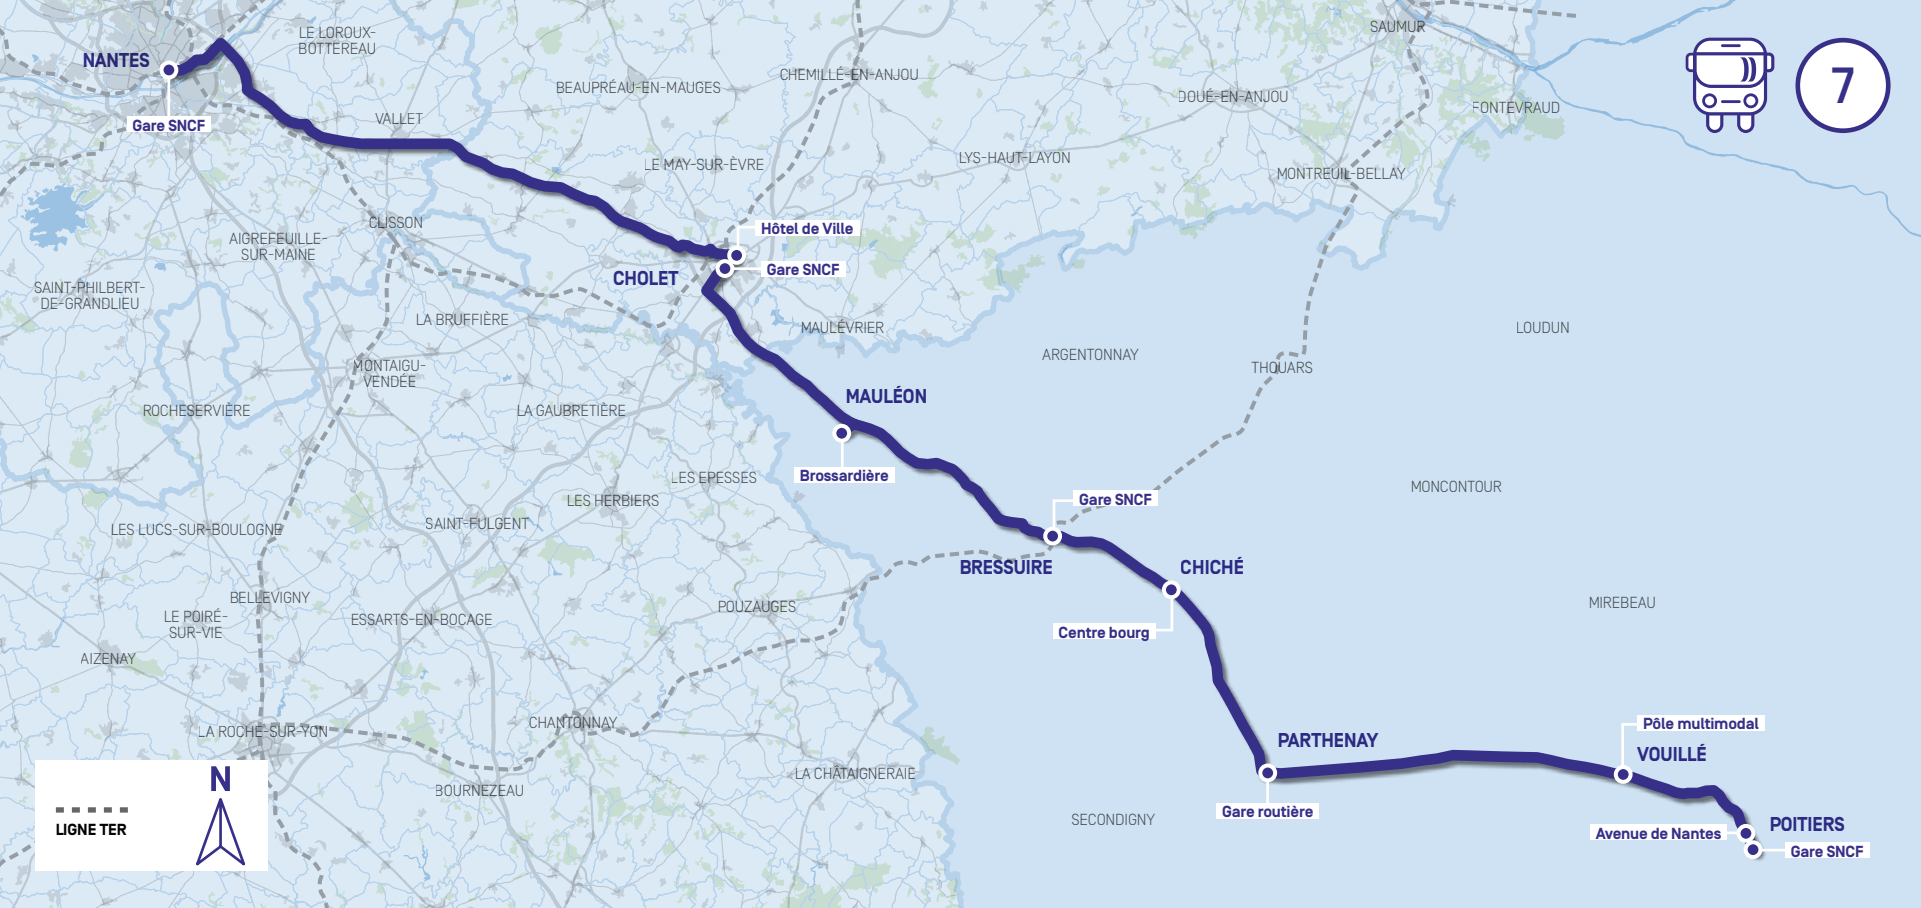 SAUMUR
LE LOROUX-
BOTTEREAU
NANTES
CHEMILLÉ-EN-ANJOU
7
BEAUPRÉAU-EN-MAUGES
DOUÉ-EN-ANJOU
FONTEVRAUD
Gare SNCF
VALLET
LE MAY-SUR-ÈVRE
LYS-HAUT-LAYON
MONTREUIL-BELLAY
CLISSON
Hôtel de Ville
AIGREFEUILLE-
SUR-MAINE
CHOLET
Gare SNCF
SAINT-PHILBERT-
DE-GRANDLIEU
LA BRUFFIÈRE
MAULÉVRIER
LOUDUN
ARGENTONNAY
THOUARS
MONTAIGU-
VENDÉE
MAULÉON
ROCHESERVIÈRE
LA GAUBRETIÈRE
LES EPESSES
Brossardière
MONCONTOUR
LES HERBIERS
Gare SNCF
LES LUCS-SUR-BOULOGNE
SAINT-FULGENT
BRESSUIRE
CHICHÉ
BELLEVIGNY
POUZAUGES
MIREBEAU
LE POIRÉ-
SUR-VIE
ESSARTS-EN-BOCAGE
Centre bourg
AIZENAY
CHANTONNAY
Pôle multimodal
LA ROCHE-SUR-YON
PARTHENAY
VOUILLÉ
LA CHÂTAIGNERAIE
N
BOURNEZEAU
Gare routière
SECONDIGNY
LIGNE TER
POITIERS
Avenue de Nantes
Gare SNCF